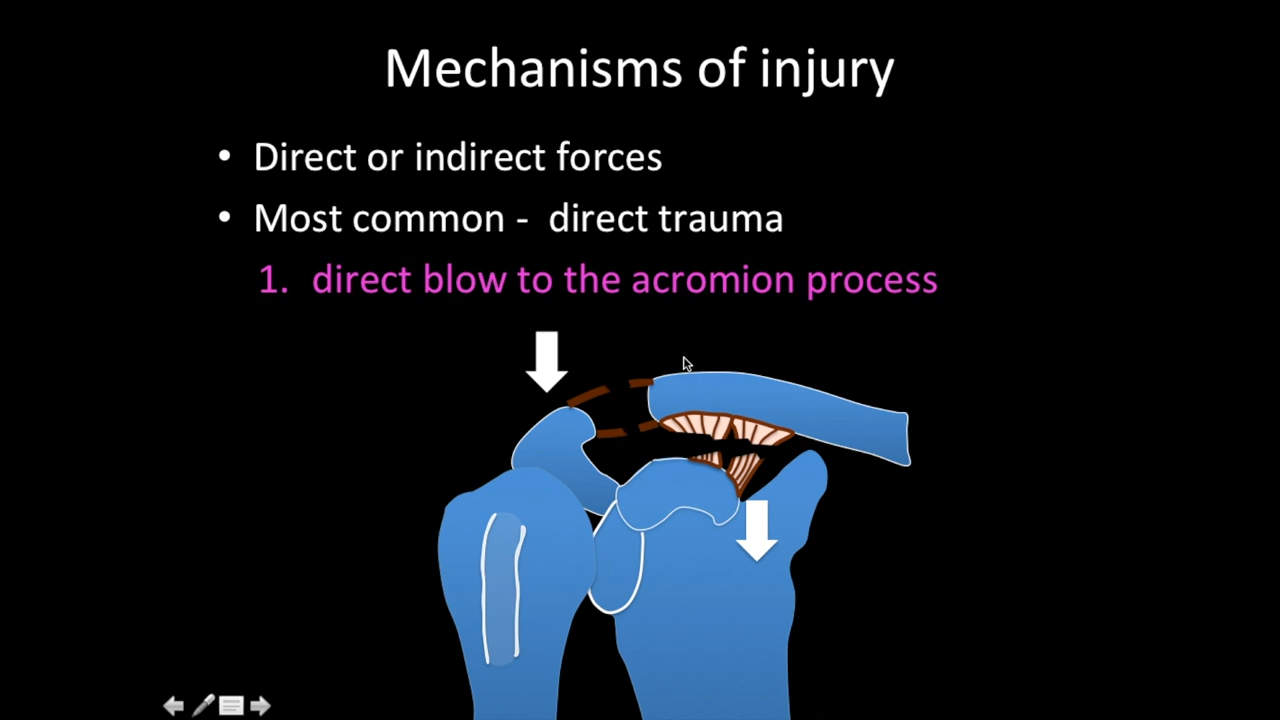 Mechanisms of injury
• Direct or indirect forces
• Most common - direct trauma
1. direct blow to the acromion process